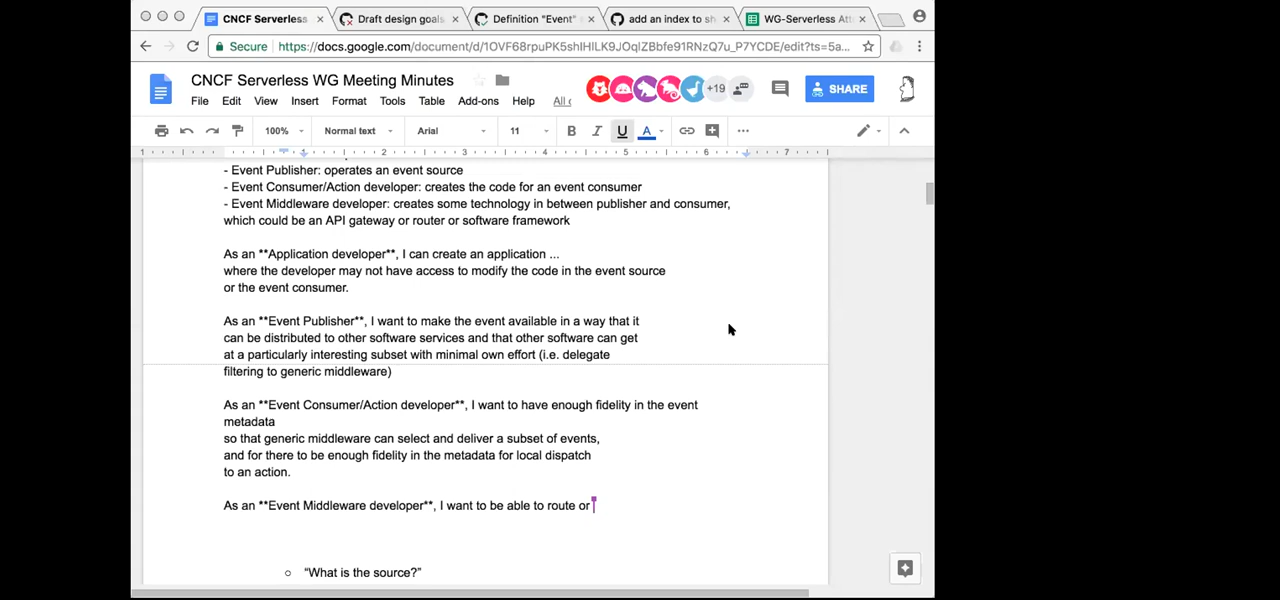 CNCF Serverless
Draft design goals
Definition "Event"
add an index to sh
WG-Serverless Att
Secure
https://docs.google.com/document/d/1OVF68rpuPK5shIHILK9JOqlZBbfe91RNzQ7u_P7YCDE/edit?ts=5a...
CNCF Serverless WG Meeting Minutes
+19
SHARE
File Edit View Insert Format Tools Table Add-ons Help All c
100% Normal text Arial 11 B I U A ...
1 1 2 3 4 5 6 7
- Event Publisher: operates an event source
- Event Consumer/Action developer: creates the code for an event consumer
- Event Middleware developer: creates some technology in between publisher and consumer,
which could be an API gateway or router or software framework
As an **Application developer**, I can create an application ...
where the developer may not have access to modify the code in the event source
or the event consumer.
As an **Event Publisher**, I want to make the event available in a way that it
can be distributed to other software services and that other software can get
at a particularly interesting subset with minimal own effort (i.e. delegate
filtering to generic middleware)
As an **Event Consumer/Action developer**, I want to have enough fidelity in the event
metadata
so that generic middleware can select and deliver a subset of events,
and for there to be enough fidelity in the metadata for local dispatch
to an action.
As an **Event Middleware developer**, I want to be able to route or
○ “What is the source?”